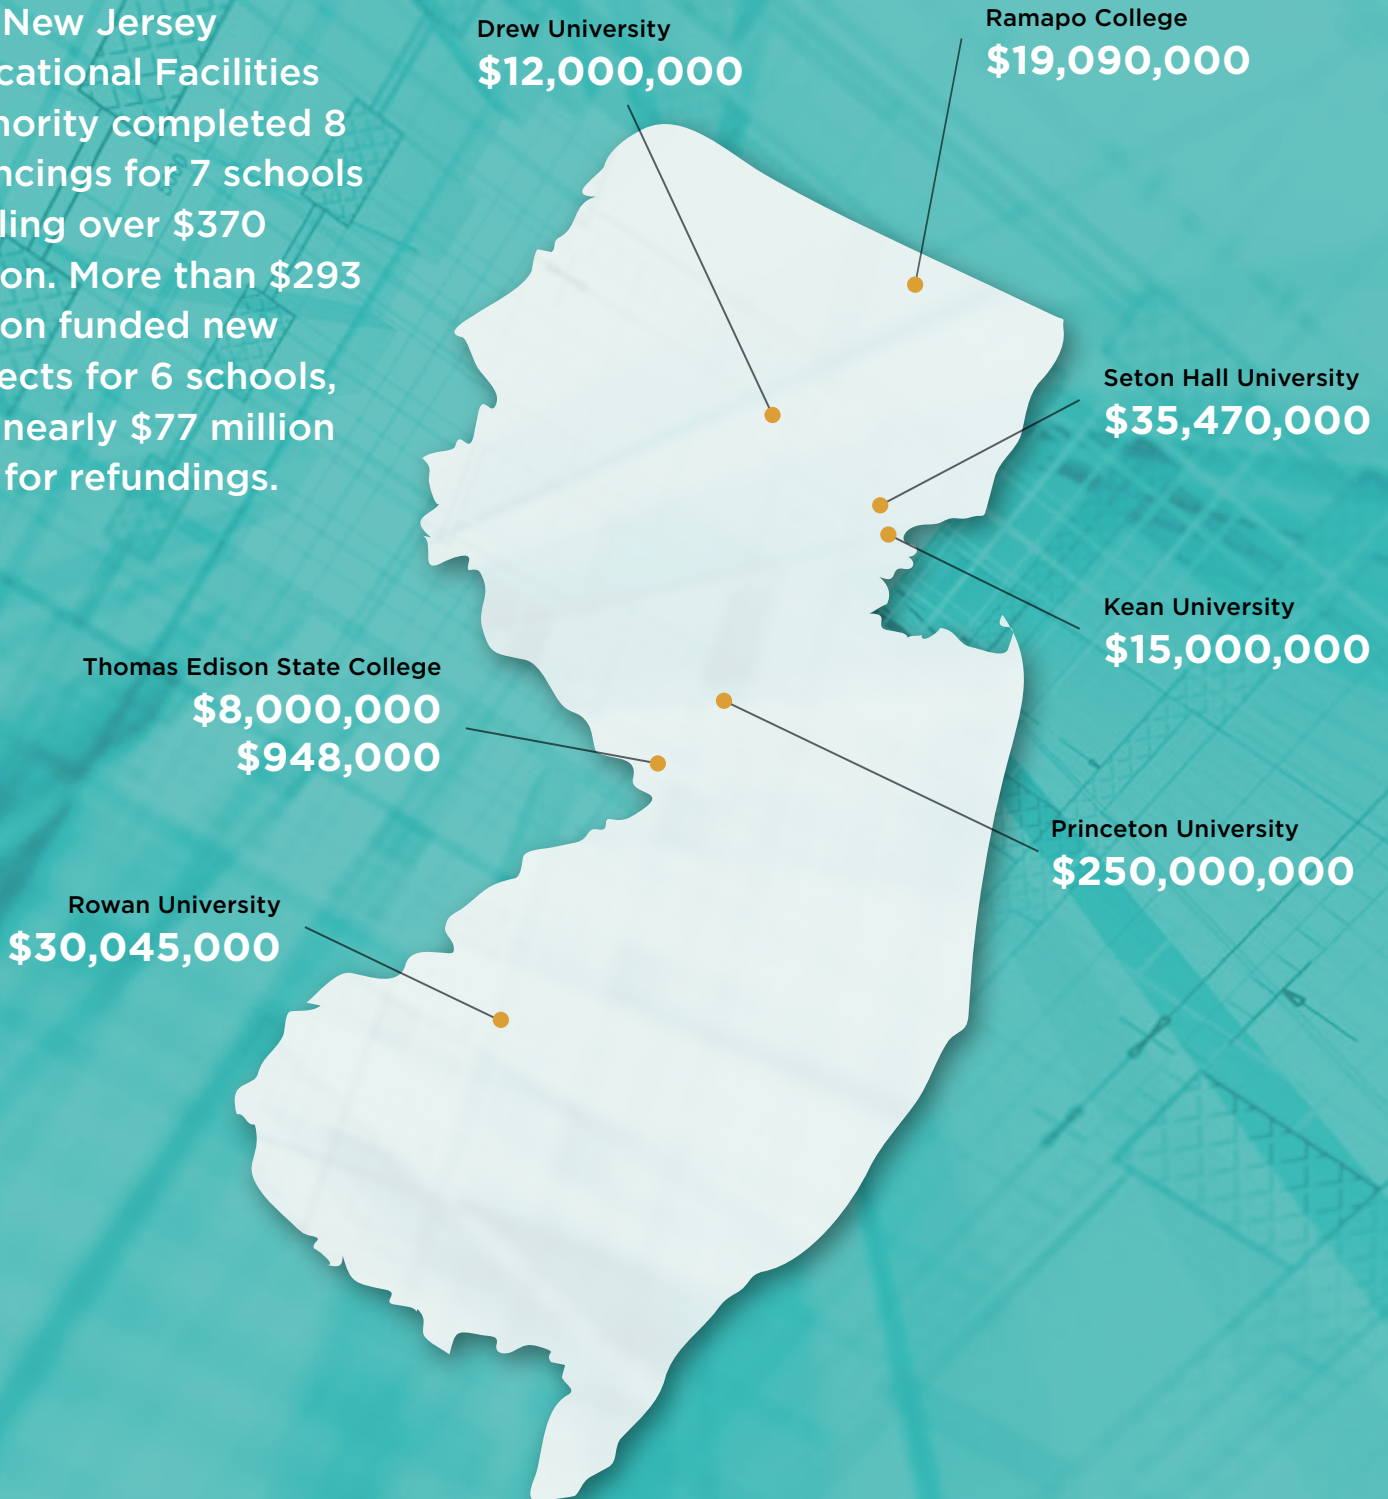 New Jersey
cational Facilities
hority completed 8
ncings for 7 schools
ling over $370
on. More than $293
on funded new
ects for 6 schools,
nearly $77 million
for refundings.
Drew University
$12,000,000
Ramapo College
$19,090,000
Seton Hall University
$35,470,000
Kean University
$15,000,000
Thomas Edison State College
$8,000,000
$948,000
Princeton University
$250,000,000
Rowan University
$30,045,000